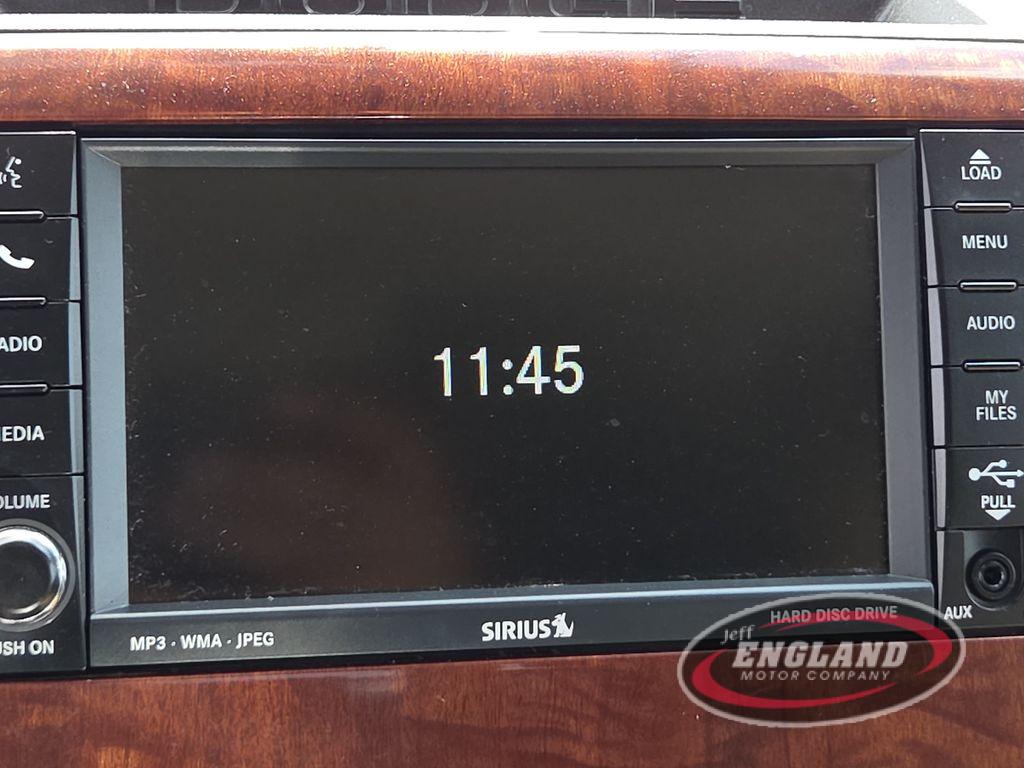 LOAD
MENU
AUDIO
MY
FILES
PULL
AUX
ADIO
EDIA
OLUME
USH ON
11:45
MP3 · WMA · JPEG
SIRIUS
HARD DISC DRIVE
Jeff
ENGLAND
MOTOR COMPANY